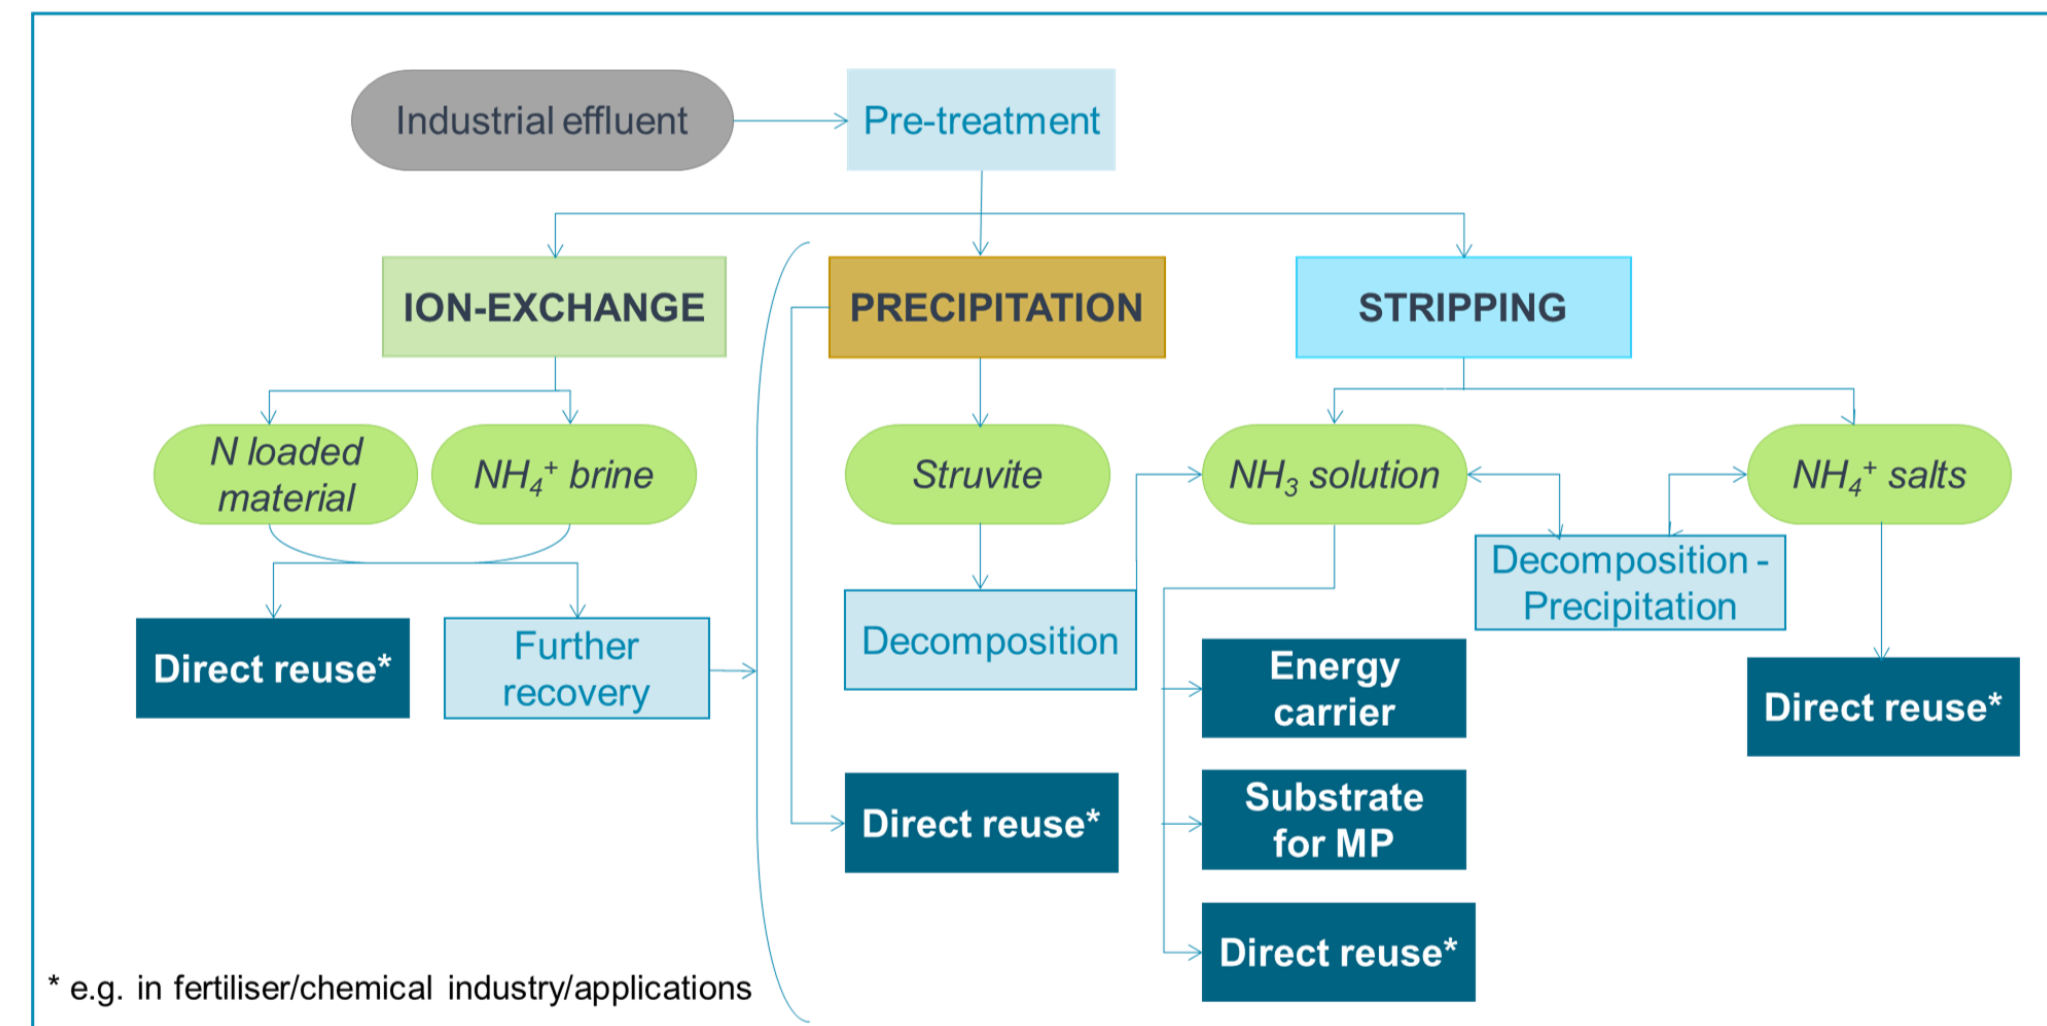 Industrial effluent
Pre-treatment
ION-EXCHANGE
PRECIPITATION
STRIPPING
N loaded
material
NH₄⁺ brine
Struvite
NH₃ solution
NH₄⁺ salts
Decomposition -
Precipitation
Direct reuse*
Further
recovery
Decomposition
Energy
carrier
Direct reuse*
Direct reuse*
Substrate
for MP
Direct reuse*
* e.g. in fertiliser/chemical industry/applications